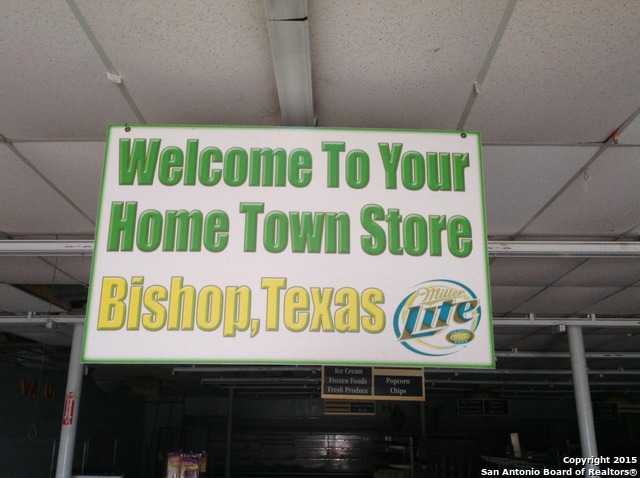 Welcome To Your
Home Town Store
Bishop,Texas
Miller
Lite
Ice Cream
Frozen Foods
Fresh Produce
Popcorn
Chips
Copyright 2015
San Antonio Board of Realtors®